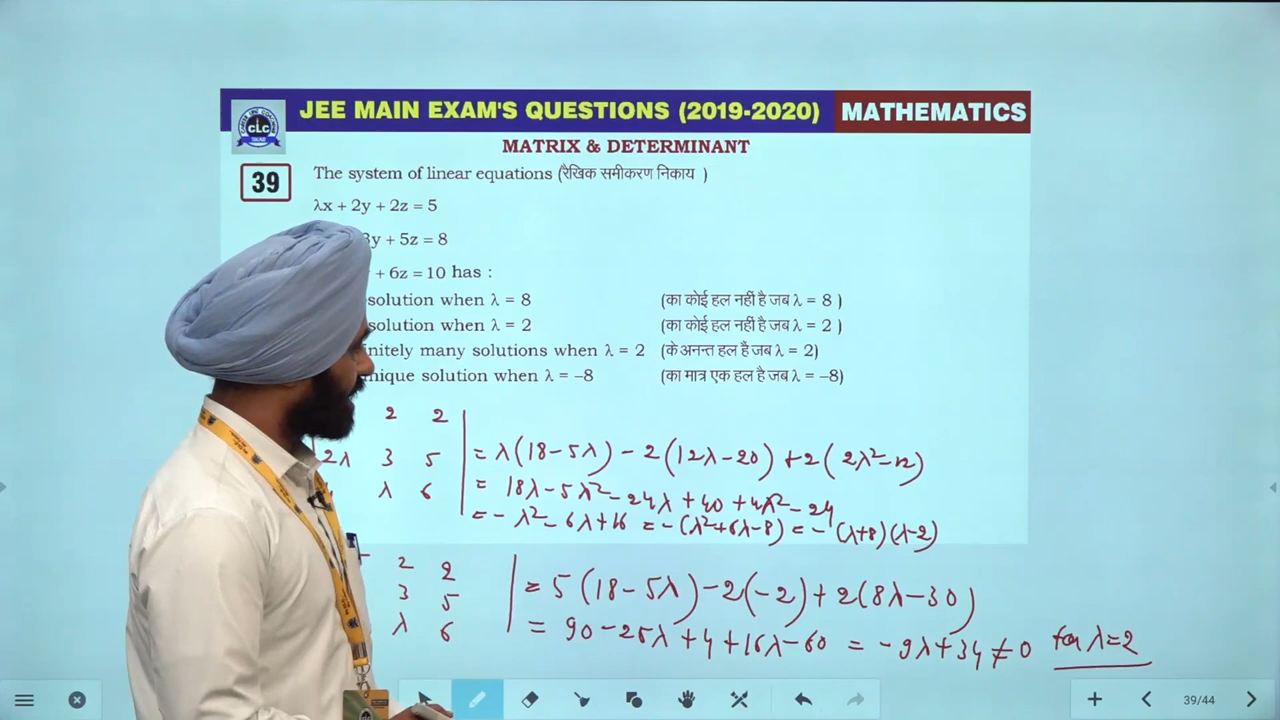 JEE MAIN EXAM'S QUESTIONS (2019-2020) MATHEMATICS
CLC
MATRIX & DETERMINANT
39 The system of linear equations (रैखिक समीकरण निकाय )
λx + 2y + 2z = 5
3y + 5z = 8
+ 6z = 10 has :
solution when λ = 8 (का कोई हल नहीं है जब λ = 8 )
solution when λ = 2 (का कोई हल नहीं है जब λ = 2 )
nitely many solutions when λ = 2 (के अनन्त हल हैं जब λ = 2)
nique solution when λ = –8 (का मात्र एक हल है जब λ = –8)
2 2
2λ 3 5 = λ(18-5λ) - 2(12λ-20) + 2(2λ²-12)
λ 6 = 18λ-5λ²-24λ+40+4λ²-24
= -λ²-6λ+16 = -(λ²+6λ-8) = -(λ+8)(λ-2)
2 2
3 5 = 5(18-5λ)-2(-2)+2(8λ-30)
λ 6 = 90-25λ+4+16λ-60 = -9λ+34≠0 for λ=2
39/44